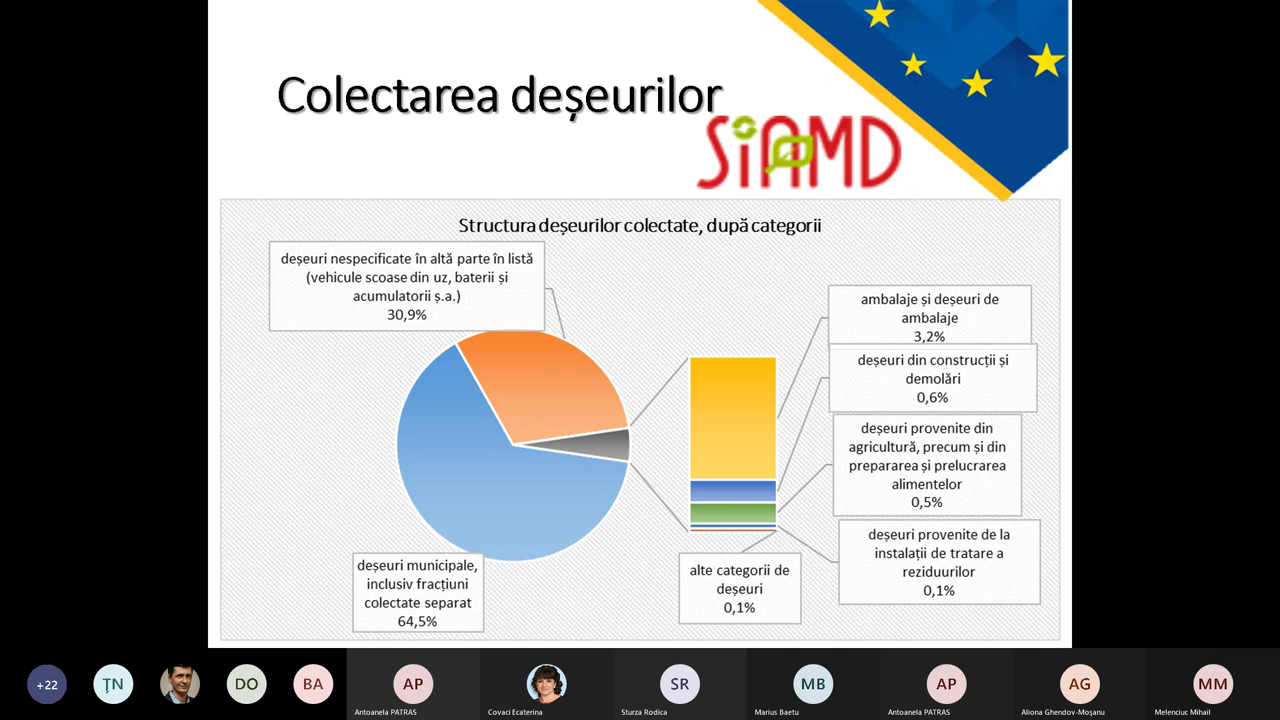 Colectarea deșeurilor
SiAMD
Structura deșeurilor colectate, după categorii
deșeuri nespecificate în altă parte în listă
(vehicule scoase din uz, baterii și
acumulatorii ș.a.)
30,9%
ambalaje și deșeuri de
ambalaje
3,2%
deșeuri din construcții și
demolări
0,6%
deșeuri provenite din
agricultură, precum și din
prepararea și prelucrarea
alimentelor
0,5%
deșeuri provenite de la
instalații de tratare a
reziduurilor
0,1%
alte categorii de
deșeuri
0,1%
deșeuri municipale,
inclusiv fracțiuni
colectate separat
64,5%
+22
ŢN
DO
BA
AP
Antoanela PATRAS
Covaci Ecaterina
SR
Sturza Rodica
MB
Marius Baetu
AP
Antoanela PATRAS
AG
Aliona Ghendov-Moşanu
MM
Melenciuc Mihail